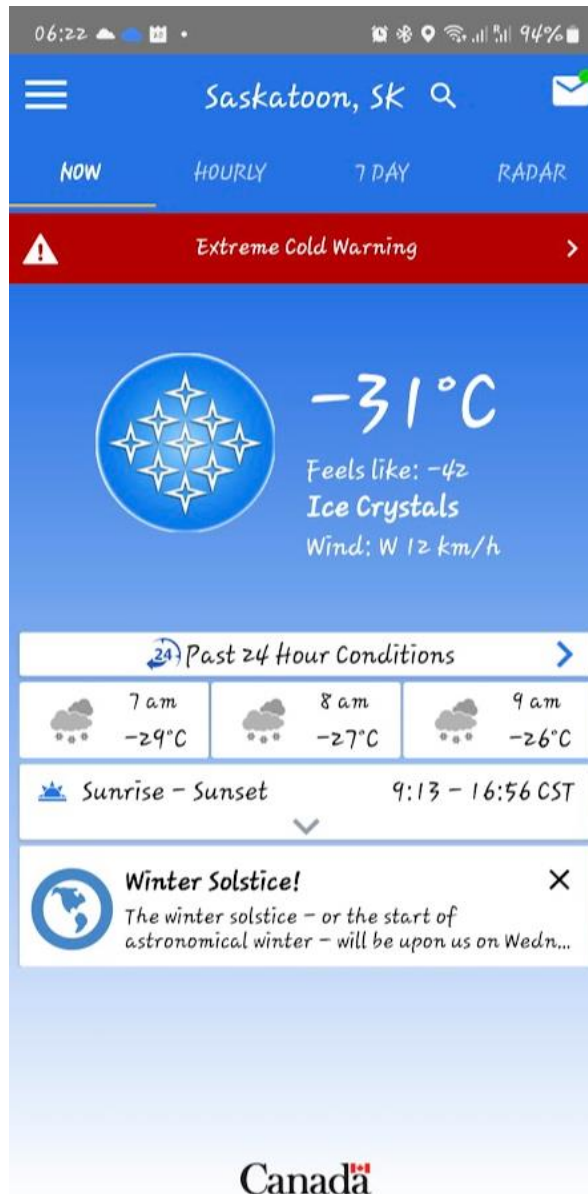 06:22
94%
Saskatoon, SK
NOW HOURLY 7 DAY RADAR
Extreme Cold Warning
-31°C
Feels like: -42
Ice Crystals
Wind: W 12 km/h
24 Past 24 Hour Conditions
7 am
-29°C
8 am
-27°C
9 am
-26°C
Sunrise - Sunset 9:13 - 16:56 CST
Winter Solstice!
The winter solstice - or the start of
astronomical winter - will be upon us on Wedn...
Canada